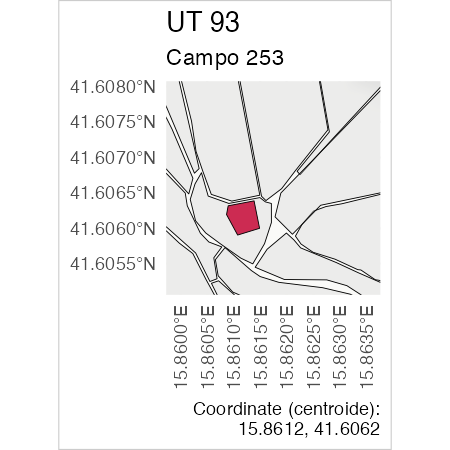 UT 93
Campo 253
41.6080°N
41.6075°N
41.6070°N
41.6065°N
41.6060°N
41.6055°N
15.8600°E
15.8605°E
15.8610°E
15.8615°E
15.8620°E
15.8625°E
15.8630°E
15.8635°E
Coordinate (centroide):
15.8612, 41.6062